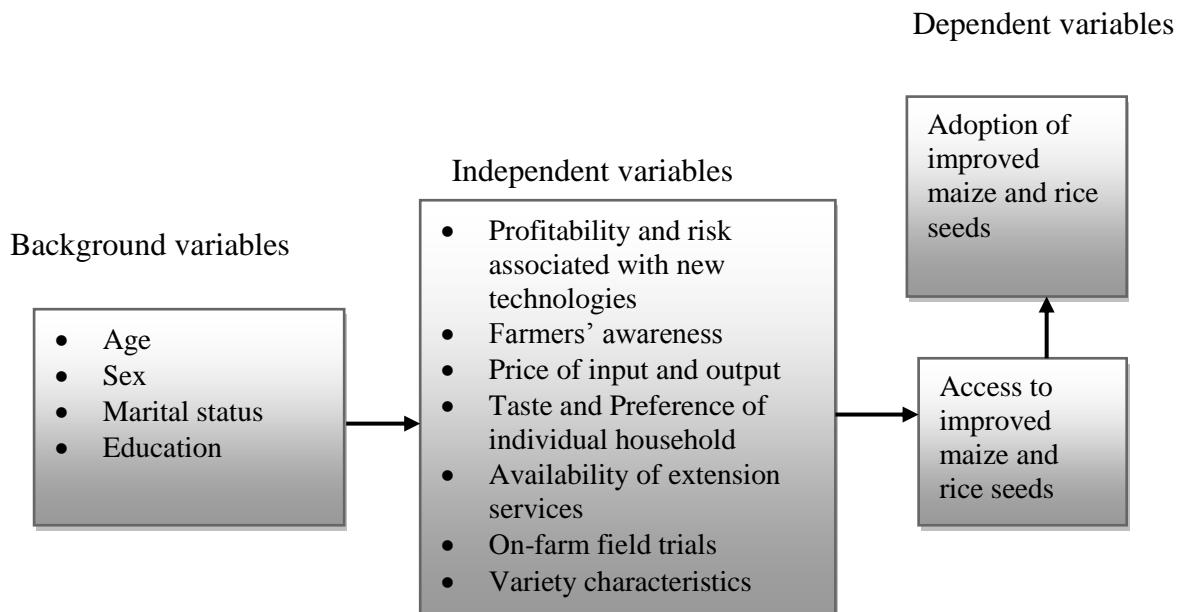 Dependent variables
Adoption of
improved
maize and rice
seeds
Independent variables
• Profitability and risk
associated with new
technologies
• Farmers’ awareness
• Price of input and output
• Taste and Preference of
individual household
• Availability of extension
services
• On-farm field trials
• Variety characteristics
Background variables
• Age
• Sex
• Marital status
• Education
Access to
improved
maize and
rice seeds